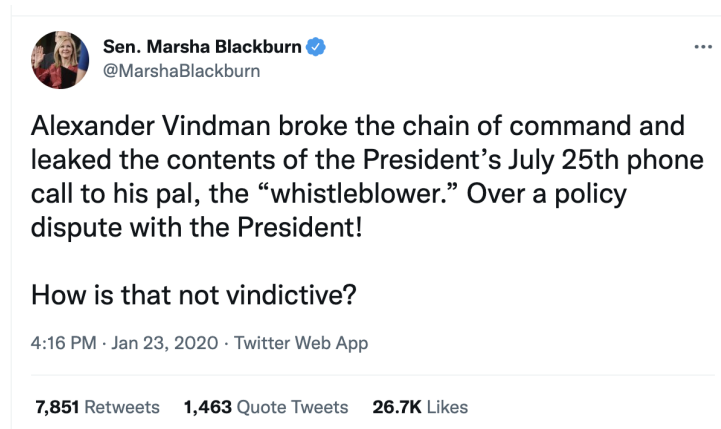 Sen. Marsha Blackburn
@MarshaBlackburn
Alexander Vindman broke the chain of command and
leaked the contents of the President’s July 25th phone
call to his pal, the “whistleblower.” Over a policy
dispute with the President!
How is that not vindictive?
4:16 PM · Jan 23, 2020 · Twitter Web App
7,851 Retweets 1,463 Quote Tweets 26.7K Likes